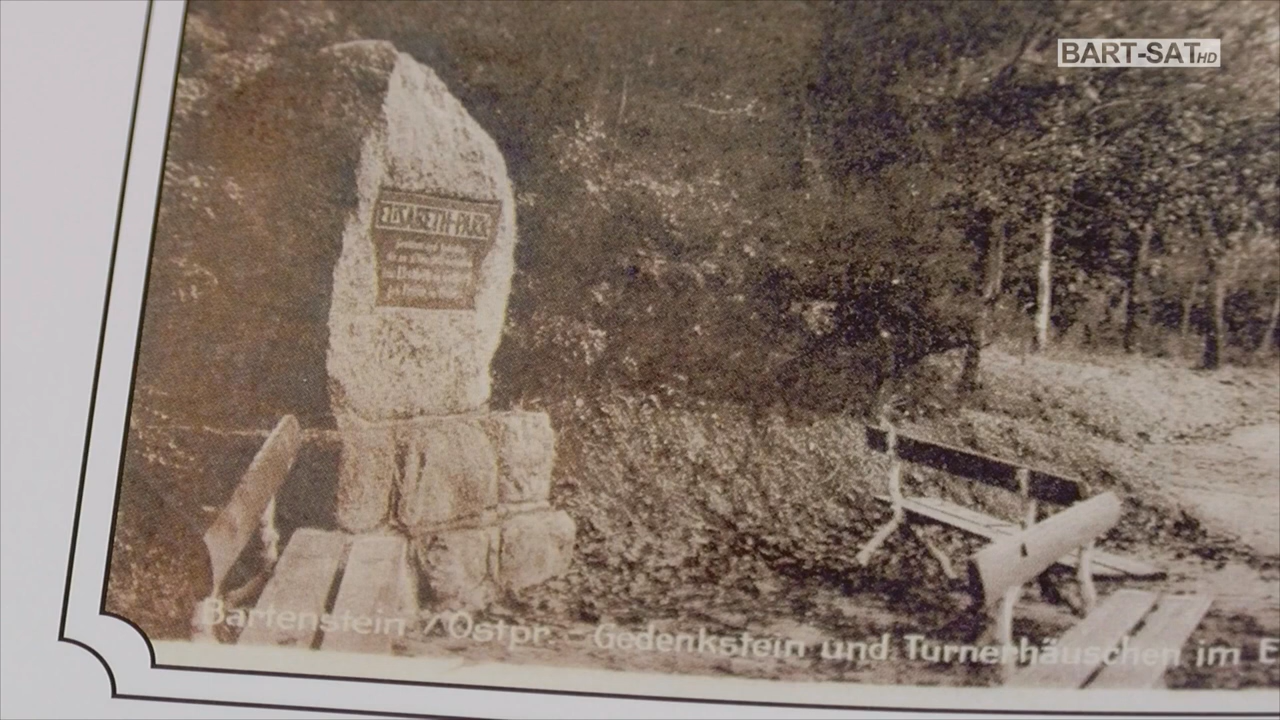 BART-SAT HD
ELISABETH-PARK
Bartenstein /Ostpr. - Gedenkstein und Turnerhäuschen im E